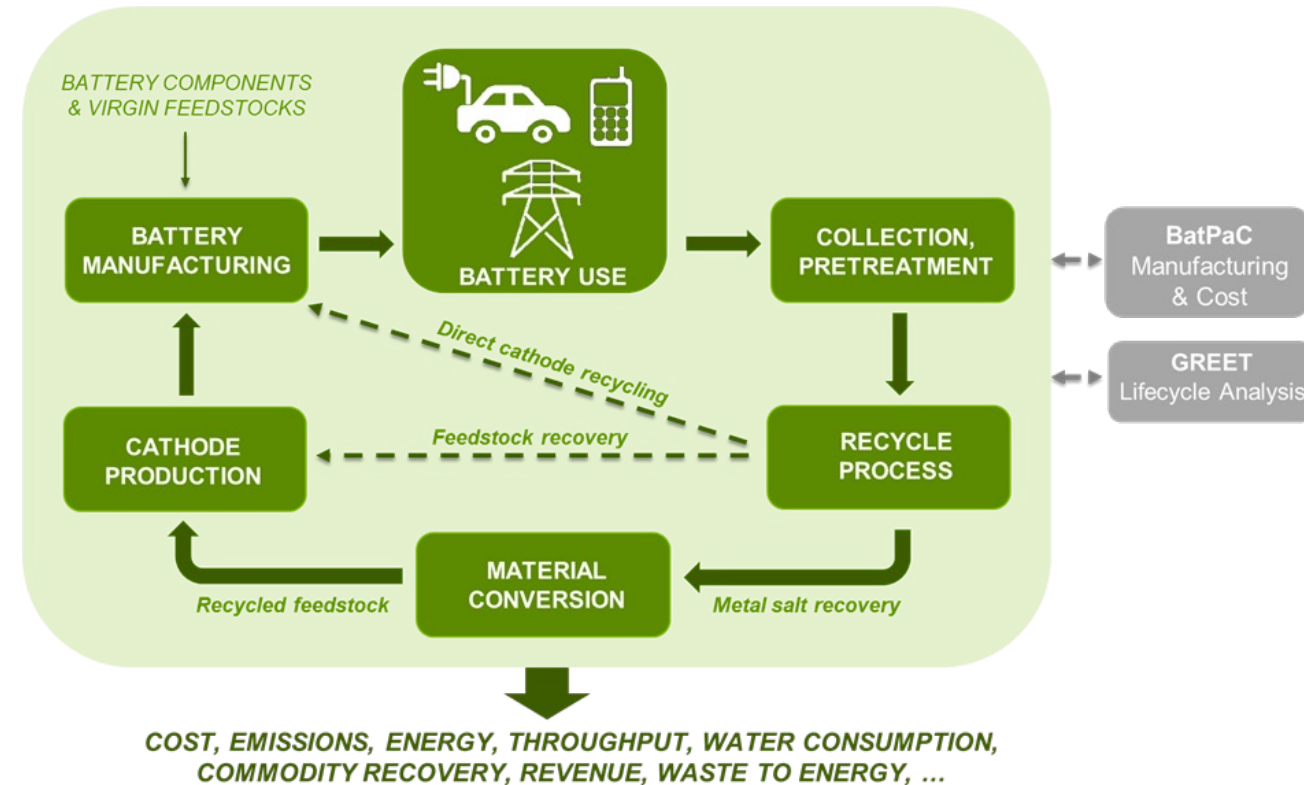 BATTERY COMPONENTS
& VIRGIN FEEDSTOCKS
BATTERY
MANUFACTURING
BATTERY USE
COLLECTION,
PRETREATMENT
BatPaC
Manufacturing
& Cost
GREET
Lifecycle Analysis
Direct cathode recycling
Feedstock recovery
CATHODE
PRODUCTION
RECYCLE
PROCESS
MATERIAL
CONVERSION
Recycled feedstock
Metal salt recovery
COST, EMISSIONS, ENERGY, THROUGHPUT, WATER CONSUMPTION,
COMMODITY RECOVERY, REVENUE, WASTE TO ENERGY, ...